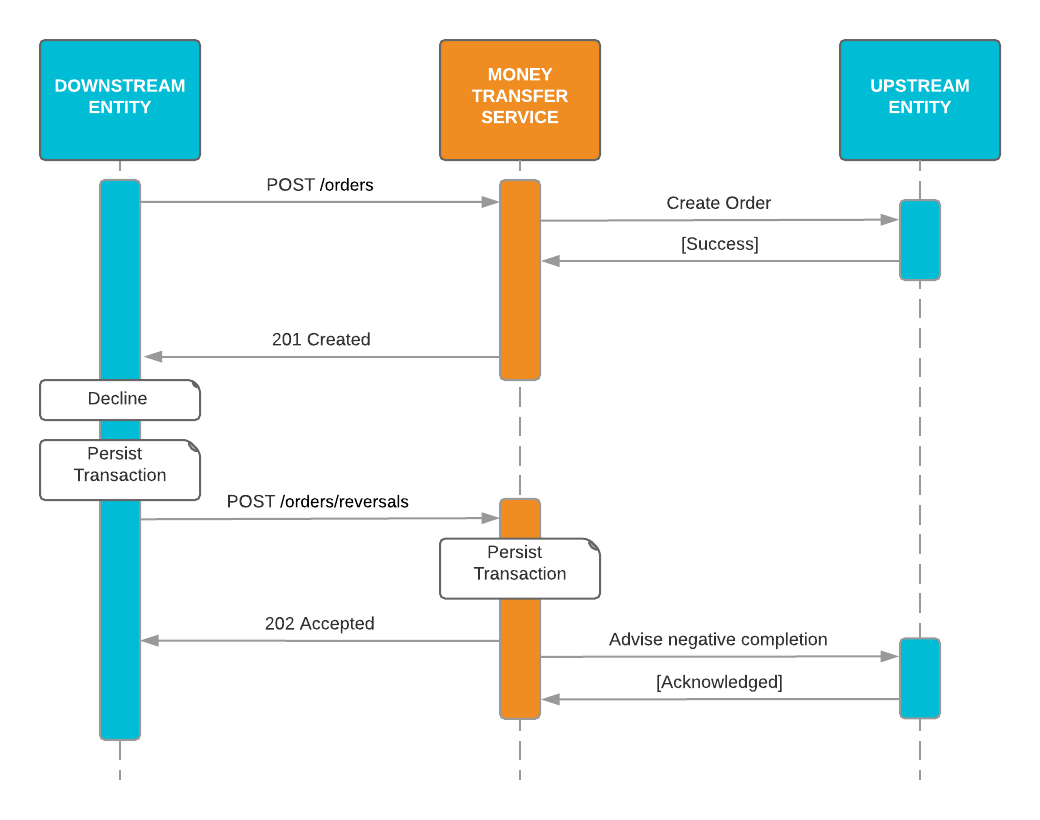 DOWNSTREAM
ENTITY
MONEY
TRANSFER
SERVICE
UPSTREAM
ENTITY
POST /orders
Create Order
[Success]
201 Created
Decline
Persist
Transaction
POST /orders/reversals
Persist
Transaction
202 Accepted
Advise negative completion
[Acknowledged]